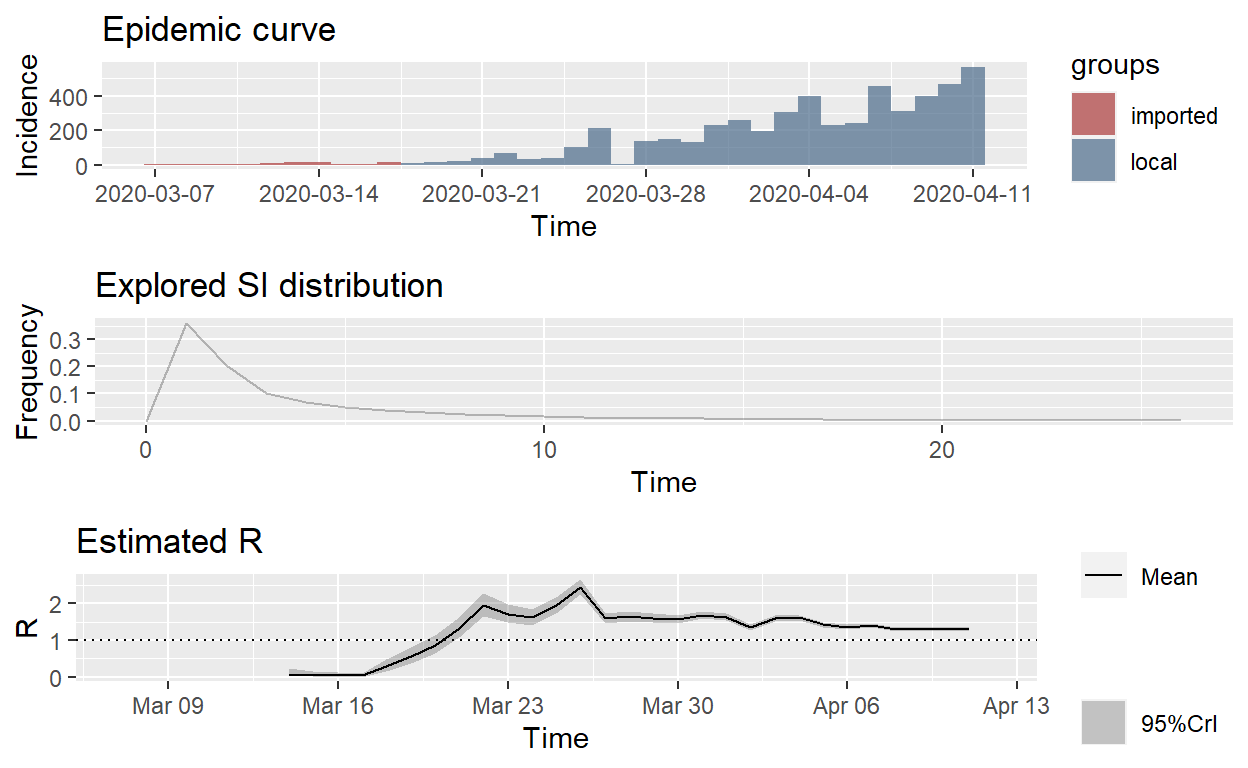 Epidemic curve
Incidence
400
200
0
2020-03-07 2020-03-14 2020-03-21 2020-03-28 2020-04-04 2020-04-11
Time
groups
imported
local
Explored SI distribution
Frequency
0.3
0.2
0.1
0.0
0 10 20
Time
Estimated R
R
2
1
0
Mar 09 Mar 16 Mar 23 Mar 30 Apr 06 Apr 13
Time
Mean
95%CrI